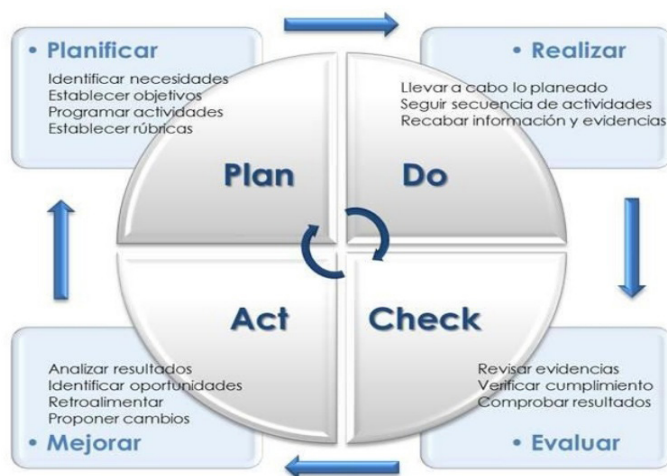 • Planificar
Identificar necesidades
Establecer objetivos
Programar actividades
Establecer rúbricas
• Realizar
Llevar a cabo lo planeado
Seguir secuencia de actividades
Recabar información y evidencias
Plan
Do
Act
Check
Analizar resultados
Identificar oportunidades
Retroalimentar
Proponer cambios
• Mejorar
Revisar evidencias
Verificar cumplimiento
Comprobar resultados
• Evaluar